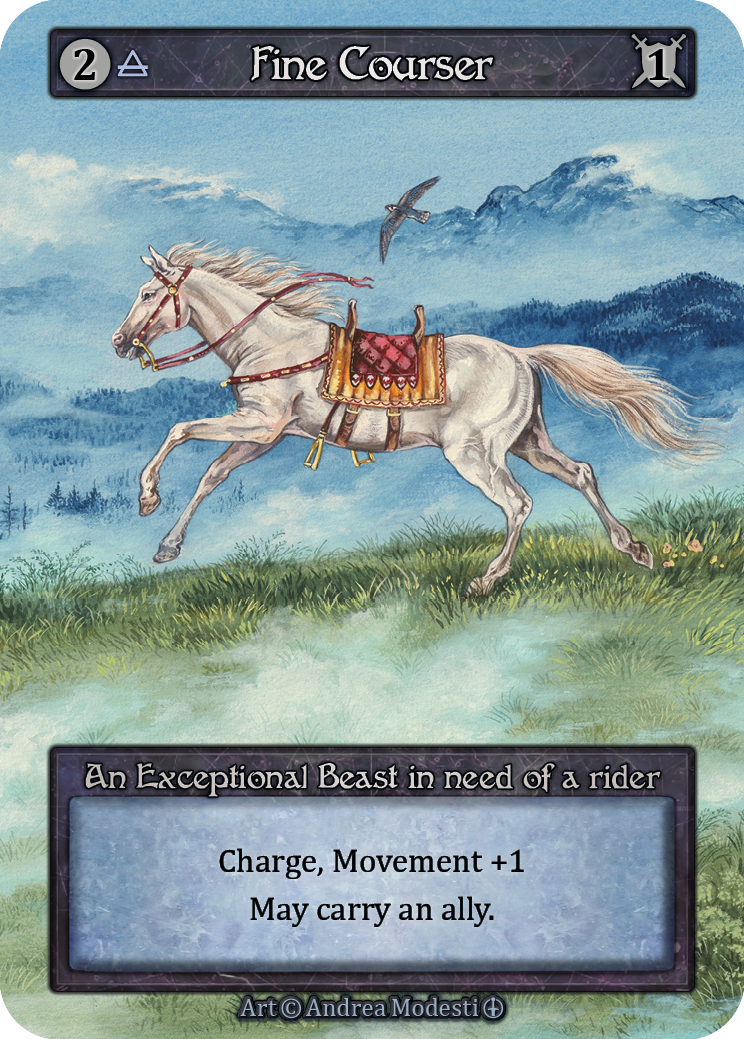 2 Fine Courser 1
An Exceptional Beast in need of a rider
Charge, Movement +1
May carry an ally.
Art © Andrea Modesti